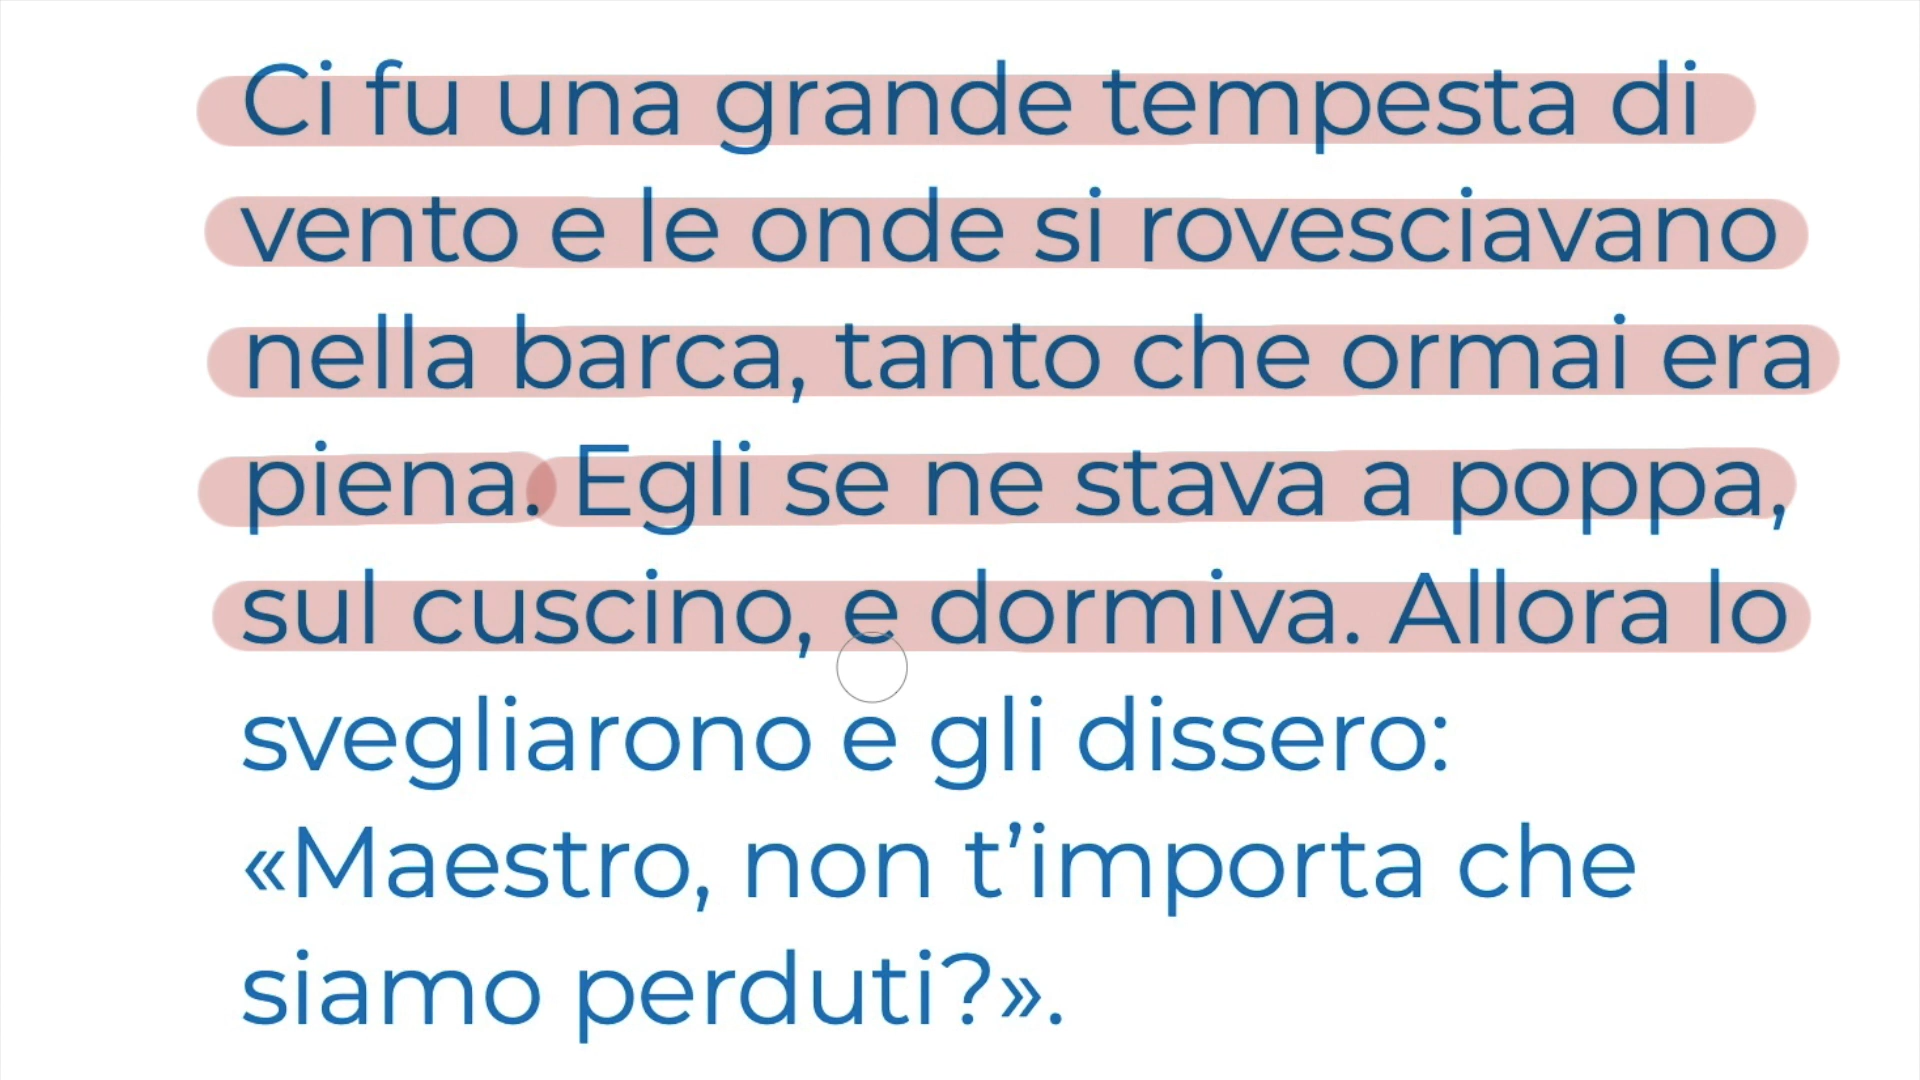 Ci fu una grande tempesta di
vento e le onde si rovesciavano
nella barca, tanto che ormai era
piena. Egli se ne stava a poppa,
sul cuscino, e dormiva. Allora lo
svegliarono e gli dissero:
«Maestro, non t’importa che
siamo perduti?».